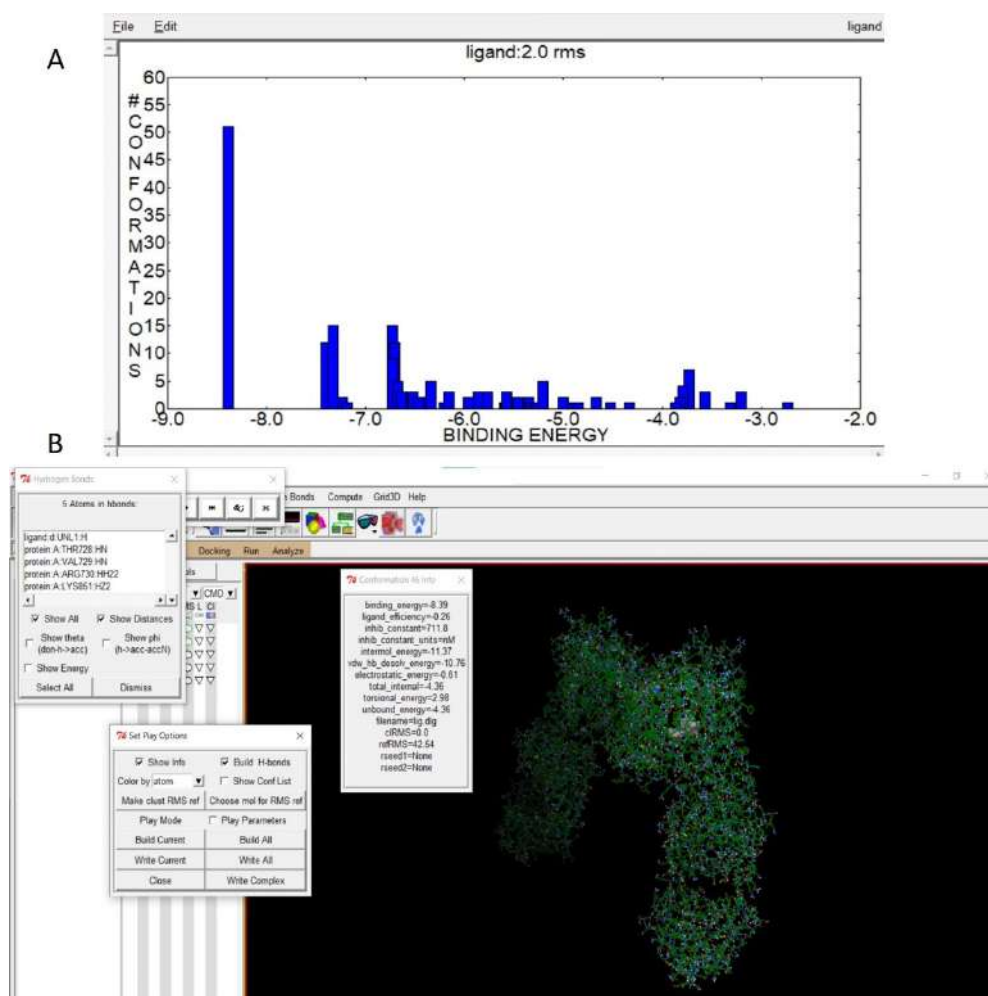 A
File Edit ligand
ligand:2.0 rms
#CONFORMATIONS
60
55
50
45
40
35
30
25
20
15
10
5
0
-9.0 -8.0 -7.0 -6.0 -5.0 -4.0 -3.0 -2.0
BINDING ENERGY
B
Hydrogen Bonds:
5 Atoms in hbonds:
ligand:d:UNL1:H
protein:A:THR728:HN
protein:A:VAL729:HN
protein:A:ARG730:HH22
protein:A:LYS851:HZ2
Show All Show Distances
Show theta (don-h->acc) Show phi (h->acc-accN)
Show Energy
Select All Dismiss
Bonds Compute Grid3D Help
Docking Run Analyze
CMD
Info
binding_energy=-8.39
ligand_efficiency=-0.26
inhib_constant=711.8
inhib_constant_units=nM
intermol_energy=-11.37
vdw_hb_desolv_energy=-10.76
electrostatic_energy=-0.61
total_internal=-4.36
torsional_energy=2.98
unbound_energy=-4.36
filename=lig.dlg
clRMS=0.0
refRMS=42.64
rseed1=None
rseed2=None
Set Play Options
Show Info Build H-bonds
Color by atom Show Conf List
Make clust RMS ref Choose mol for RMS ref
Play Mode Play Parameters
Build Current Build All
Write Current Write All
Close Write Complex